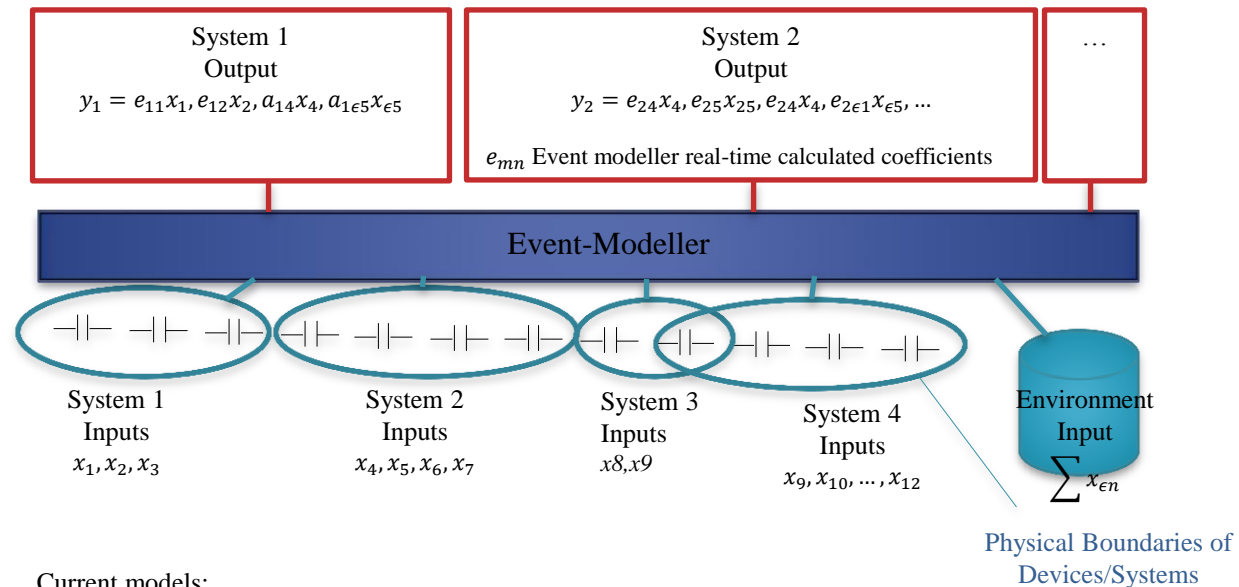 System 1
Output
𝑦₁ = 𝑒₁₁𝑥₁, 𝑒₁₂𝑥₂, 𝑎₁₄𝑥₄, 𝑎₁ϵ₅𝑥ϵ₅
System 2
Output
𝑦₂ = 𝑒₂₄𝑥₄, 𝑒₂₅𝑥₂₅, 𝑒₂₄𝑥₄, 𝑒₂ϵ₁𝑥ϵ₅, …
𝑒ₘₙ Event modeller real-time calculated coefficients
…
Event-Modeller
System 1
Inputs
𝑥₁, 𝑥₂, 𝑥₃
System 2
Inputs
𝑥₄, 𝑥₅, 𝑥₆, 𝑥₇
System 3
Inputs
x8,x9
System 4
Inputs
𝑥₉, 𝑥₁₀, … , 𝑥₁₂
Environment
Input
∑ 𝑥ϵₙ
Physical Boundaries of
Devices/Systems
Current models: